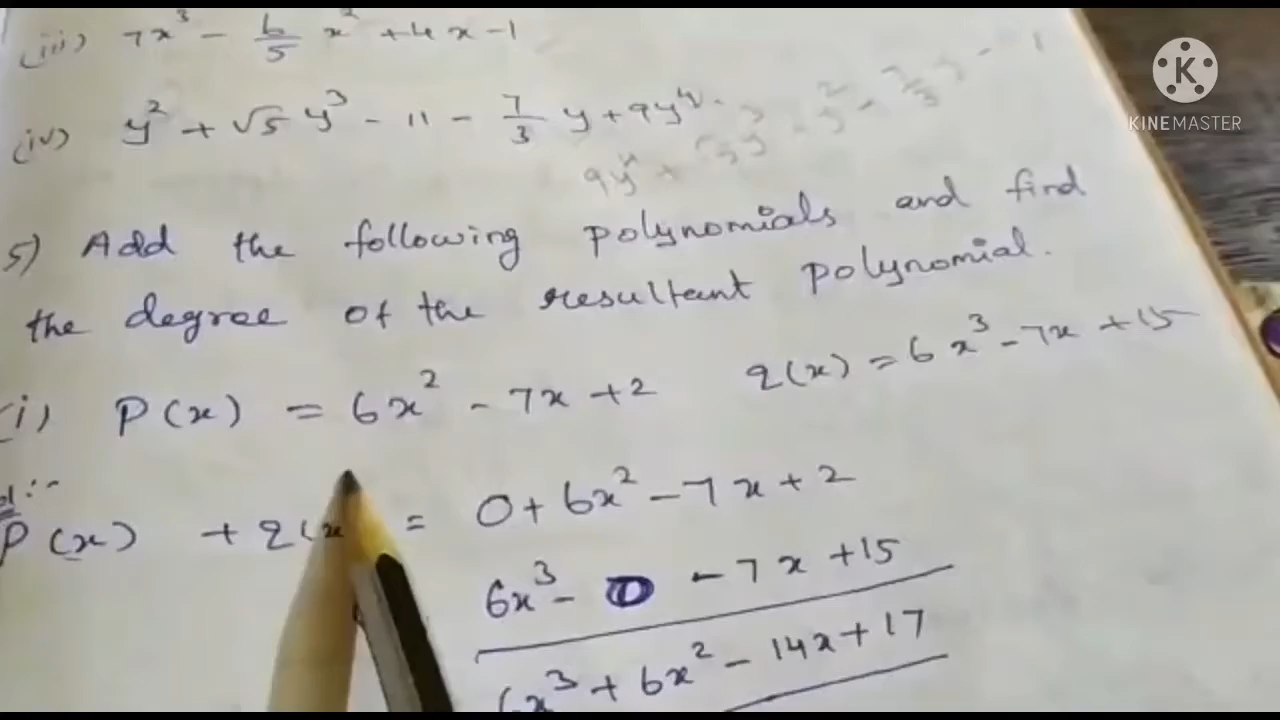 (iii) 7x³ - 6/5 x² + 4x - 1
(iv) y² + √5 y³ - 11 - 7/3 y + 9y⁴.
5) Add the following polynomials and find
the degree of the resultant polynomial.
(i) P(x) = 6x² - 7x + 2 q(x) = 6x³ - 7x + 15
P(x) + q(x = 0 + 6x² - 7x + 2
6x³ - 0 - 7x + 15
6x³ + 6x² - 14x + 17
K
KINEMASTER